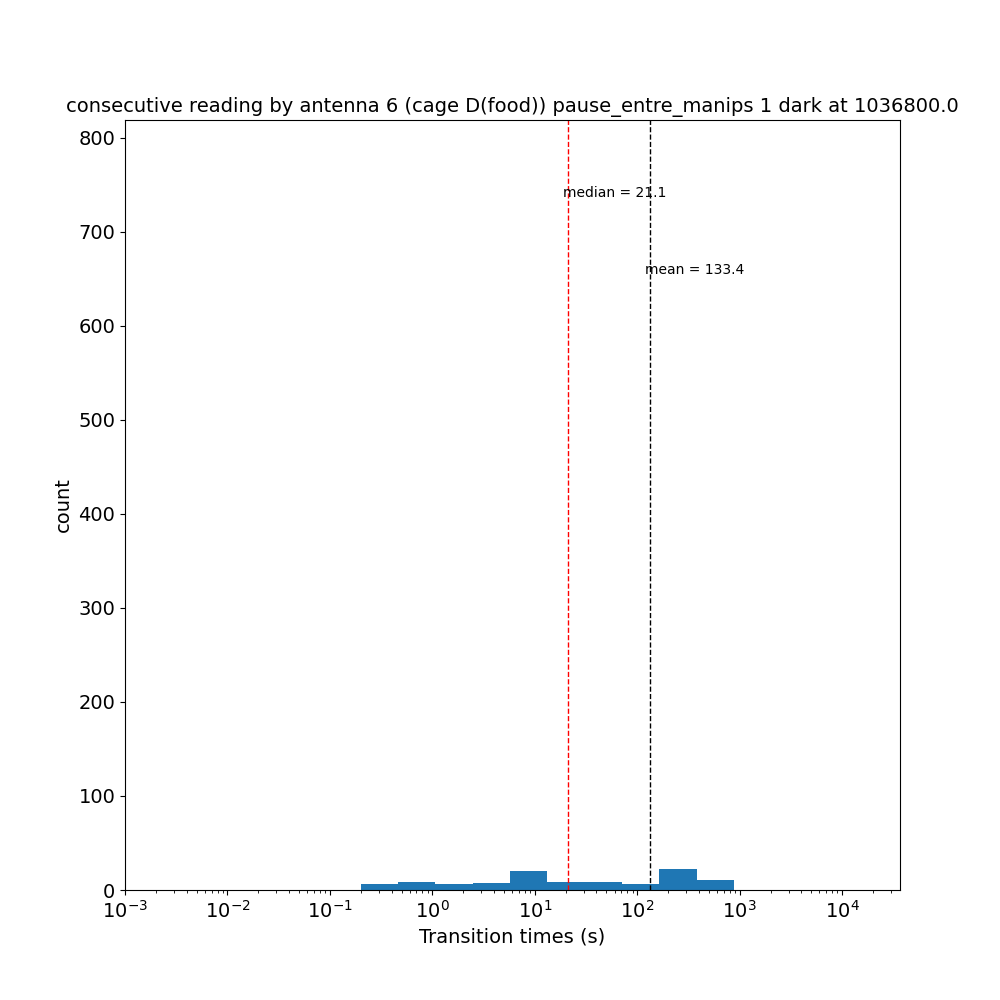 consecutive reading by antenna 6 (cage D(food)) pause_entre_manips 1 dark at 1036800.0
800
median = 21.1
700
mean = 133.4
600
500
count
400
300
200
100
0
10⁻³ 10⁻² 10⁻¹ 10⁰ 10¹ 10² 10³ 10⁴
Transition times (s)